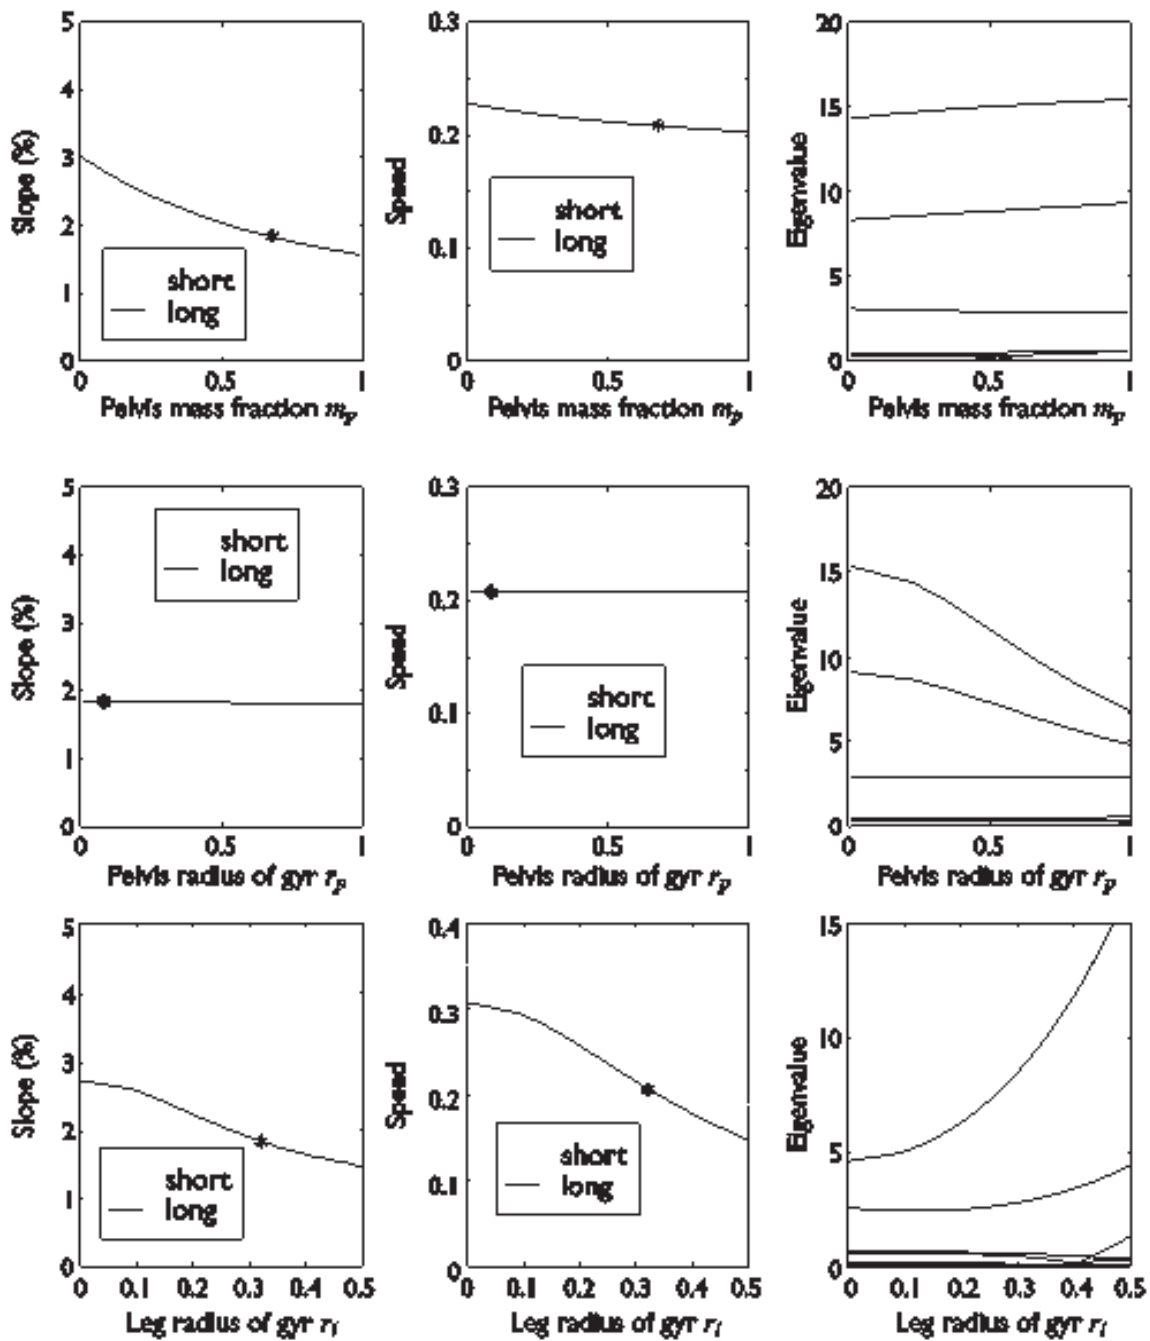 5
4
3
2
1
0
Slope (%)
short
long
0 0.5 1
Pelvis mass fraction m_p
0.3
0.2
0.1
0
Speed
short
long
0 0.5 1
Pelvis mass fraction m_p
20
15
10
5
0
Eigenvalue
0 0.5 1
Pelvis mass fraction m_p
5
4
3
2
1
0
Slope (%)
short
long
0 0.5 1
Pelvis radius of gyr r_p
0.3
0.2
0.1
0
Speed
short
long
0 0.5 1
Pelvis radius of gyr r_p
20
15
10
5
0
Eigenvalue
0 0.5 1
Pelvis radius of gyr r_p
5
4
3
2
1
0
Slope (%)
short
long
0 0.1 0.2 0.3 0.4 0.5
Leg radius of gyr r_l
0.4
0.3
0.2
0.1
0
Speed
short
long
0 0.1 0.2 0.3 0.4 0.5
Leg radius of gyr r_l
15
10
5
0
Eigenvalue
0 0.1 0.2 0.3 0.4 0.5
Leg radius of gyr r_l